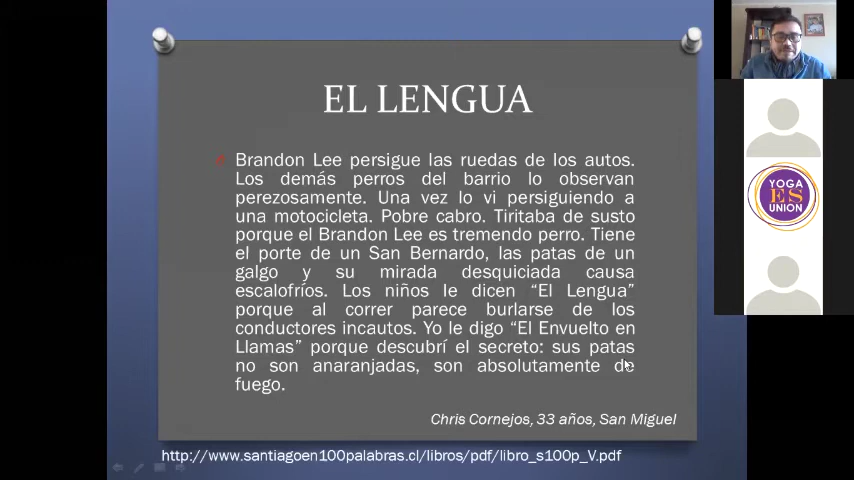 EL LENGUA
Brandon Lee persigue las ruedas de los autos.
Los demás perros del barrio lo observan
perezosamente. Una vez lo vi persiguiendo a
una motocicleta. Pobre cabro. Tiritaba de susto
porque el Brandon Lee es tremendo perro. Tiene
el porte de un San Bernardo, las patas de un
galgo y su mirada desquiciada causa
escalofríos. Los niños le dicen “El Lengua”
porque al correr parece burlarse de los
conductores incautos. Yo le digo “El Envuelto en
Llamas” porque descubrí el secreto: sus patas
no son anaranjadas, son absolutamente de
fuego.
Chris Cornejos, 33 años, San Miguel
http://www.santiagoen100palabras.cl/libros/pdf/libro_s100p_V.pdf
YOGA
ES
UNION